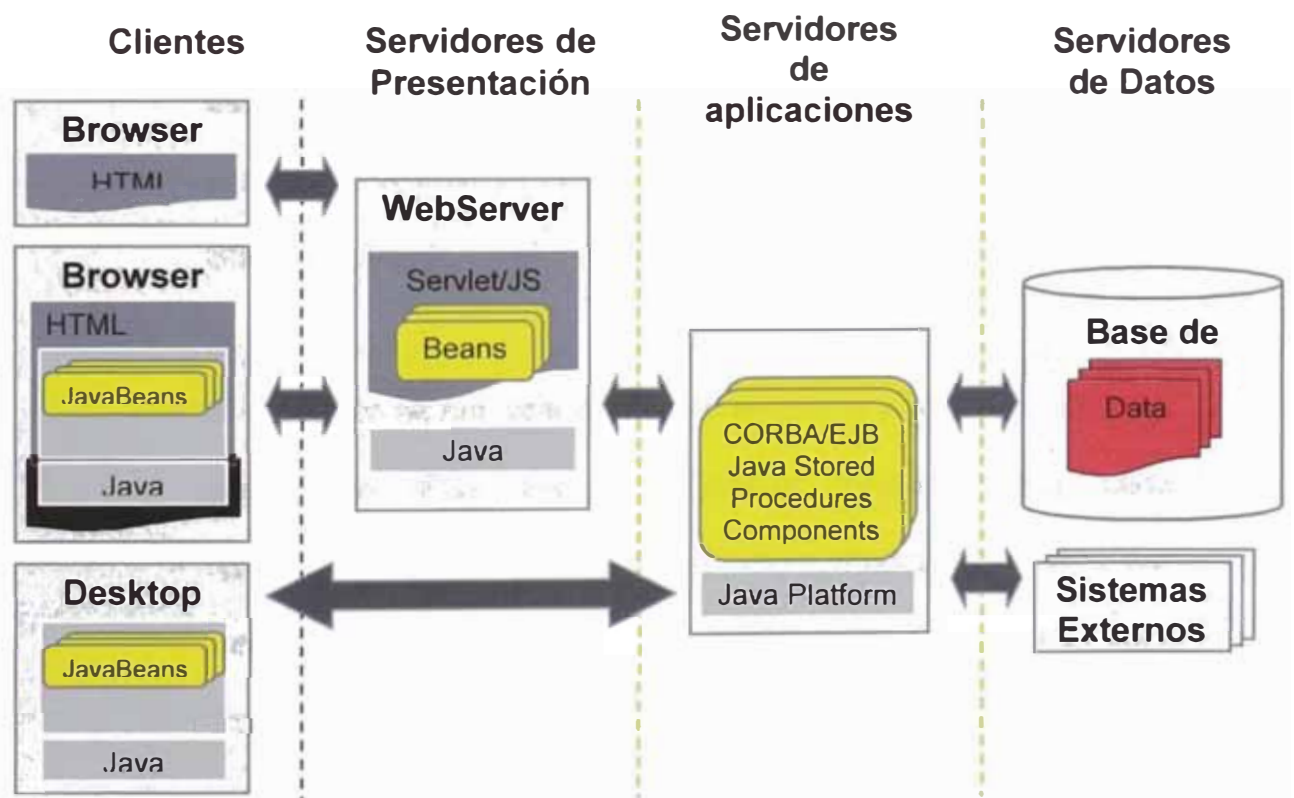 Clientes
Servidores de
Presentación
Servidores
de
aplicaciones
Servidores
de Datos
Browser
HTML
Browser
HTML
JavaBeans
Java
Desktop
JavaBeans
Java
WebServer
Servlet/JS
Beans
Java
CORBA/EJB
Java Stored
Procedures
Components
Java Platform
Base de
Data
Sistemas
Externos